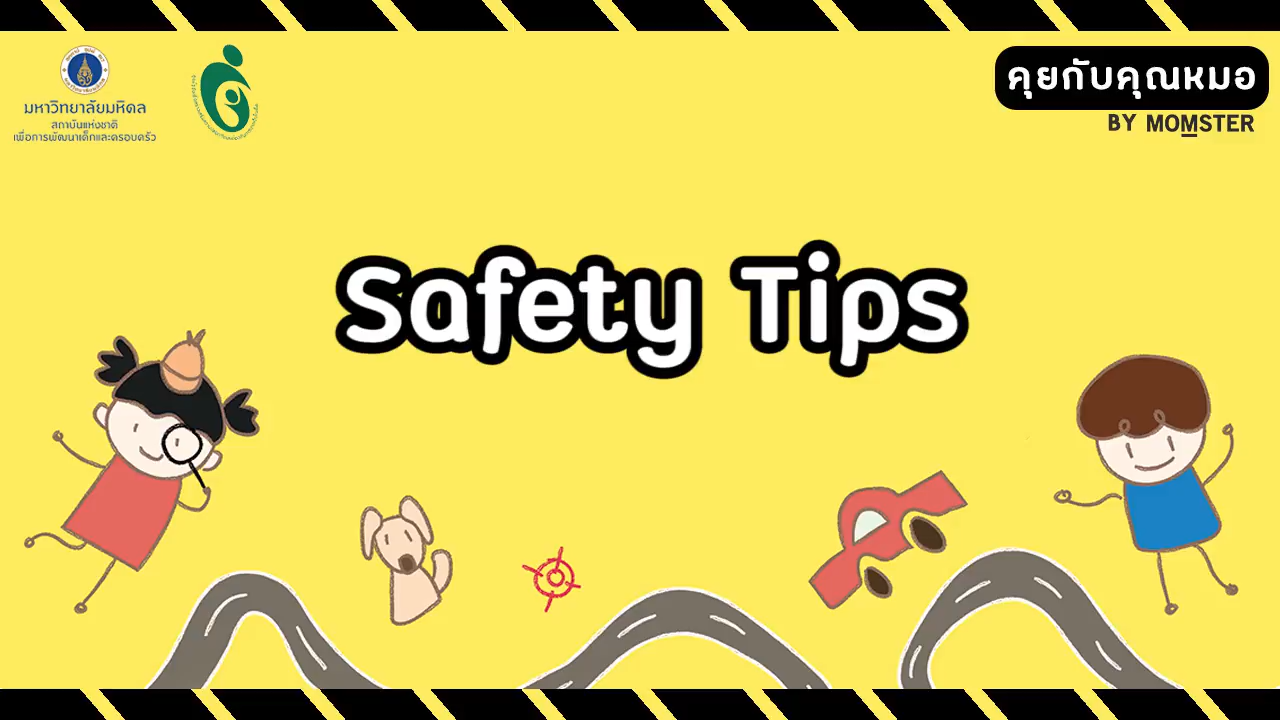 มหาวิทยาลัยมหิดล
สถาบันแห่งชาติ
เพื่อการพัฒนาเด็กและครอบครัว
คุยกับคุณหมอ
BY MOMSTER
Safety Tips